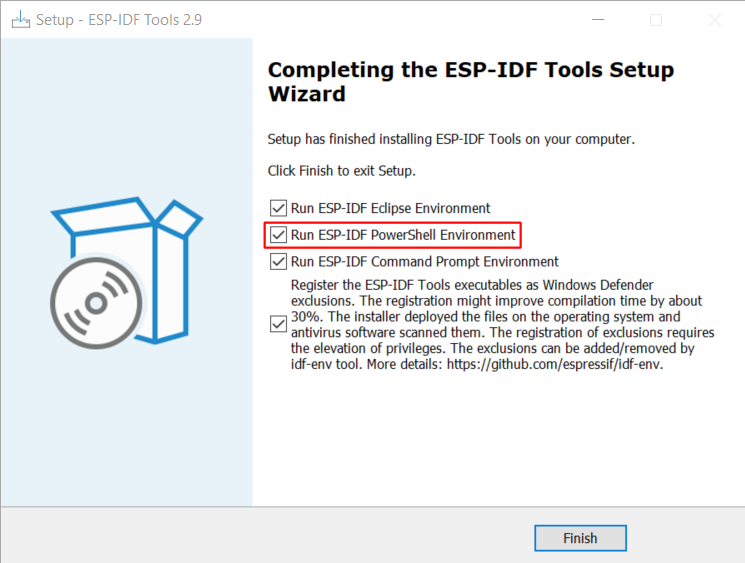 Setup - ESP-IDF Tools 2.9
Completing the ESP-IDF Tools Setup
Wizard
Setup has finished installing ESP-IDF Tools on your computer.
Click Finish to exit Setup.
Run ESP-IDF Eclipse Environment
Run ESP-IDF PowerShell Environment
Run ESP-IDF Command Prompt Environment
Register the ESP-IDF Tools executables as Windows Defender
exclusions. The registration might improve compilation time by about
30%. The installer deployed the files on the operating system and
antivirus software scanned them. The registration of exclusions requires
the elevation of privileges. The exclusions can be added/removed by
idf-env tool. More details: https://github.com/espressif/idf-env.
Finish